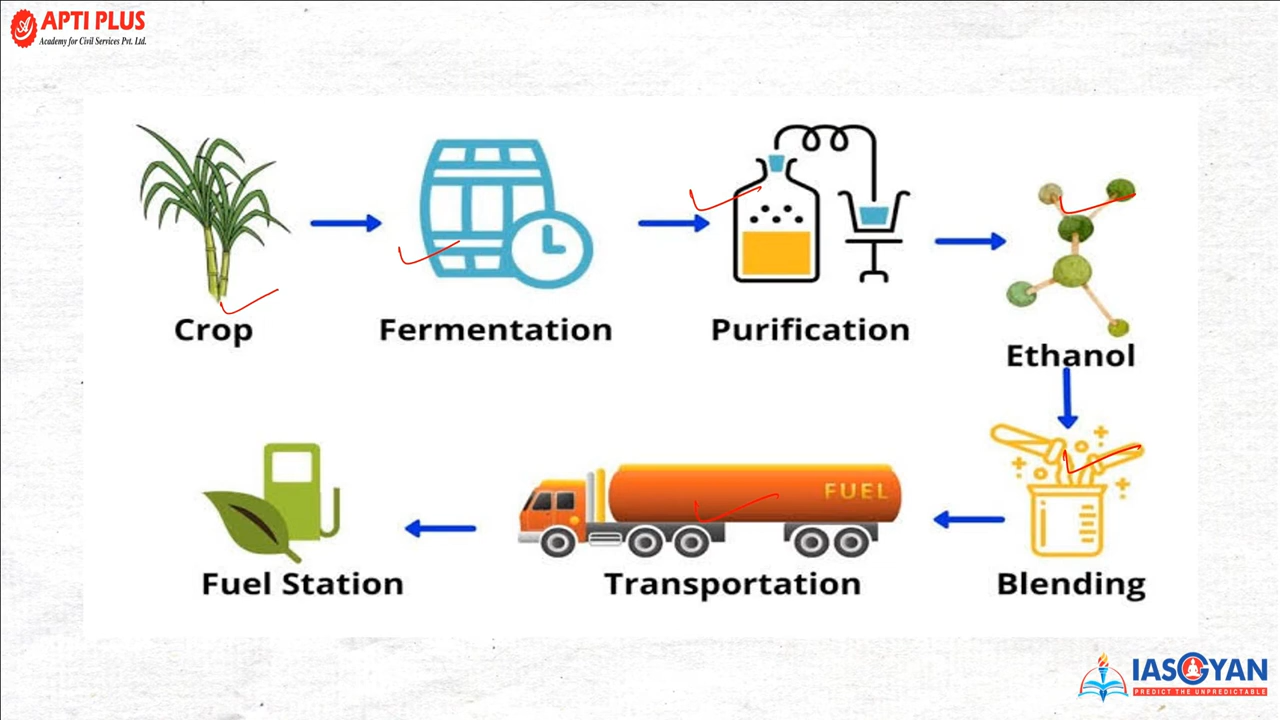 APTI PLUS
Academy for Civil Services Pvt. Ltd.
Crop
Fermentation
Purification
Ethanol
FUEL
Fuel Station
Transportation
Blending
IASGYAN
PREDICT THE UNPREDICTABLE